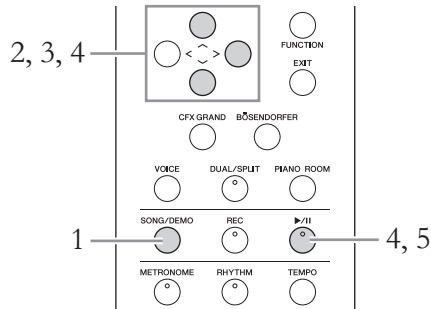 FUNCTION
2, 3, 4
EXIT
CFX GRAND BÖSENDORFER
VOICE DUAL/SPLIT PIANO ROOM
SONG/DEMO REC ▶/II
1
4, 5
METRONOME RHYTHM TEMPO